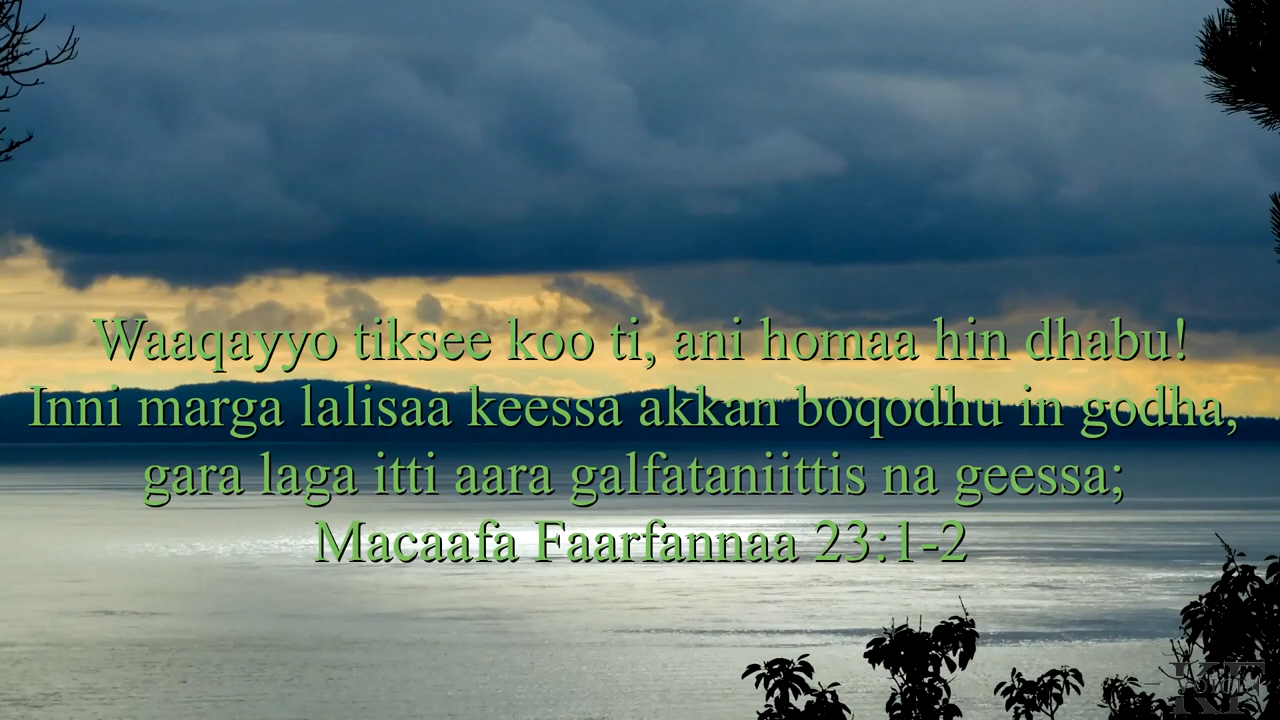 Waaqayyo tiksee koo ti, ani homaa hin dhabu!
Inni marga lalisaa keessa akkan boqodhu in godha,
gara laga itti aara galfataniittis na geessa;
Macaafa Faarfannaa 23:1-2